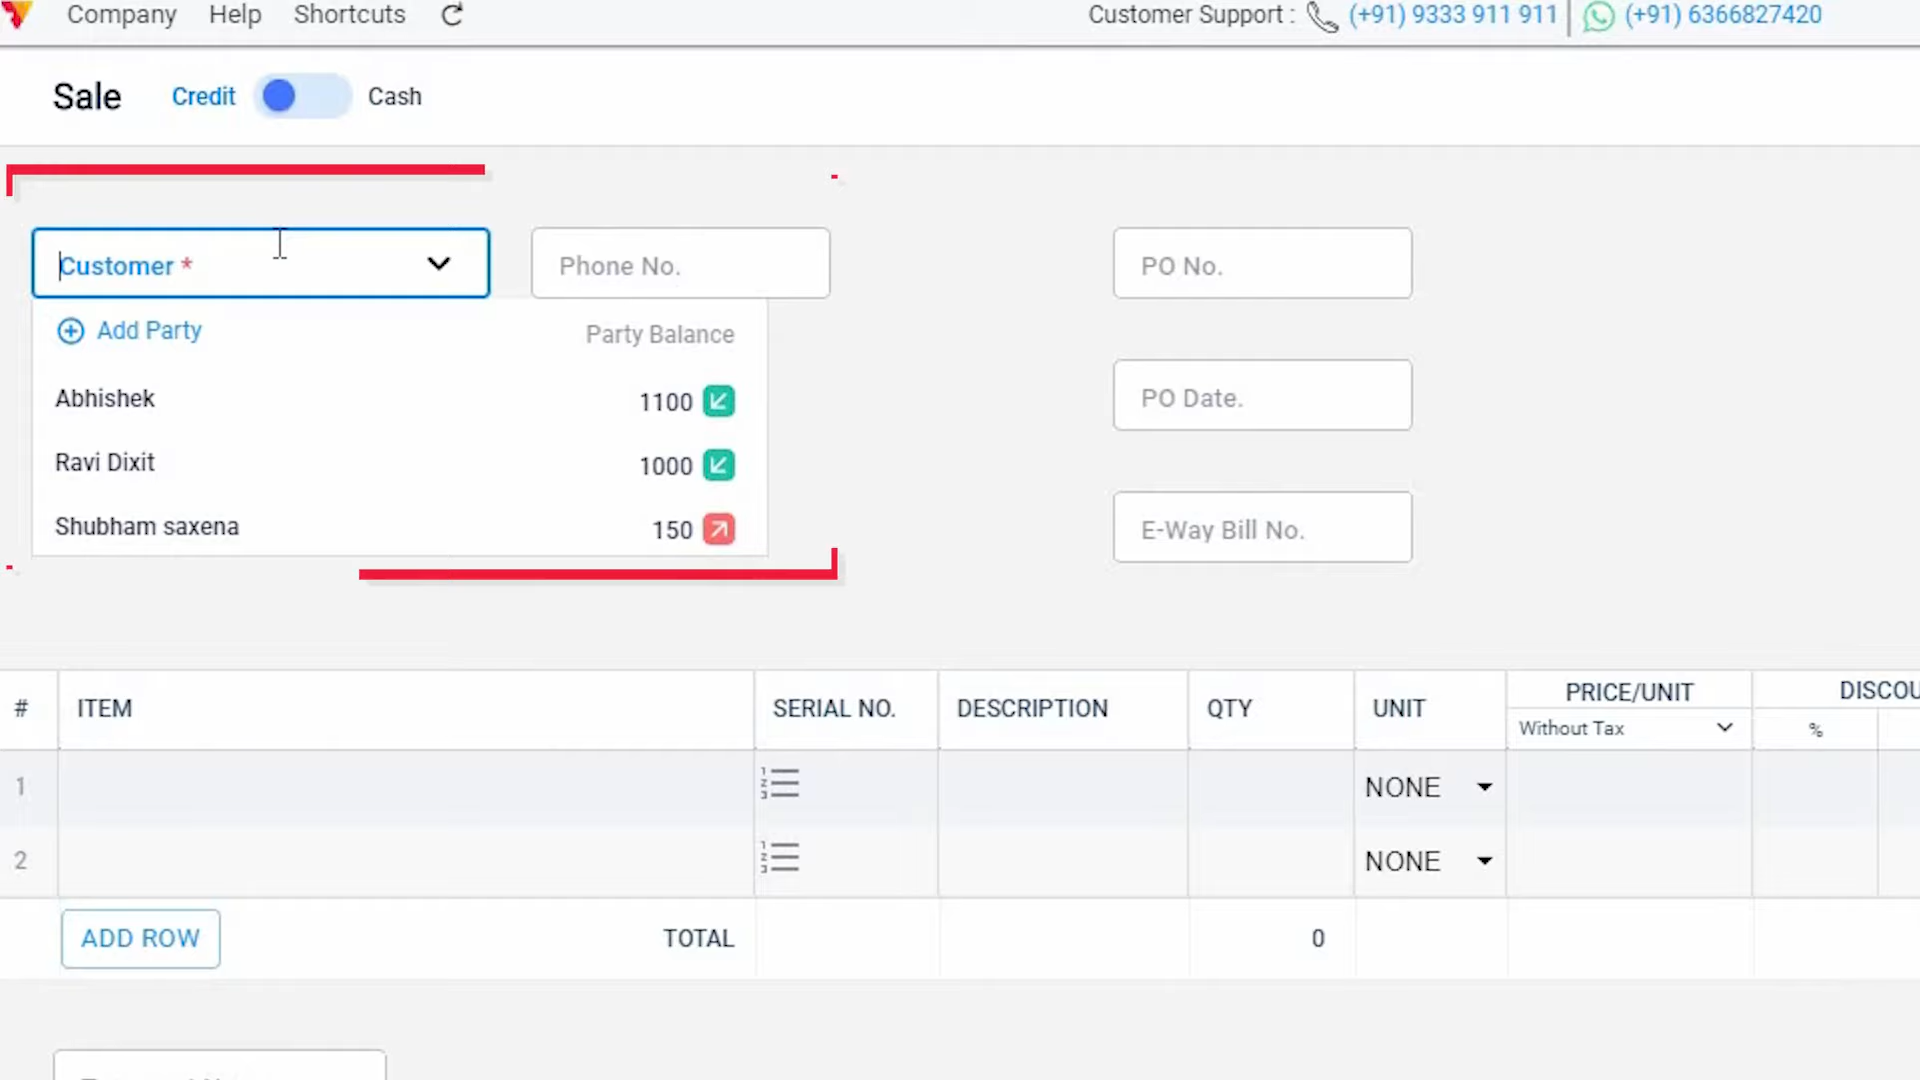 Company Help Shortcuts Customer Support : (+91) 9333 911 911 | (+91) 6366827420
Sale Credit Cash
Customer * Phone No. PO No.
Add Party Party Balance
Abhishek 1100 PO Date.
Ravi Dixit 1000
Shubham saxena 150 E-Way Bill No.
# ITEM SERIAL NO. DESCRIPTION QTY UNIT PRICE/UNIT DISCOU
Without Tax %
1 NONE
2 NONE
ADD ROW TOTAL 0